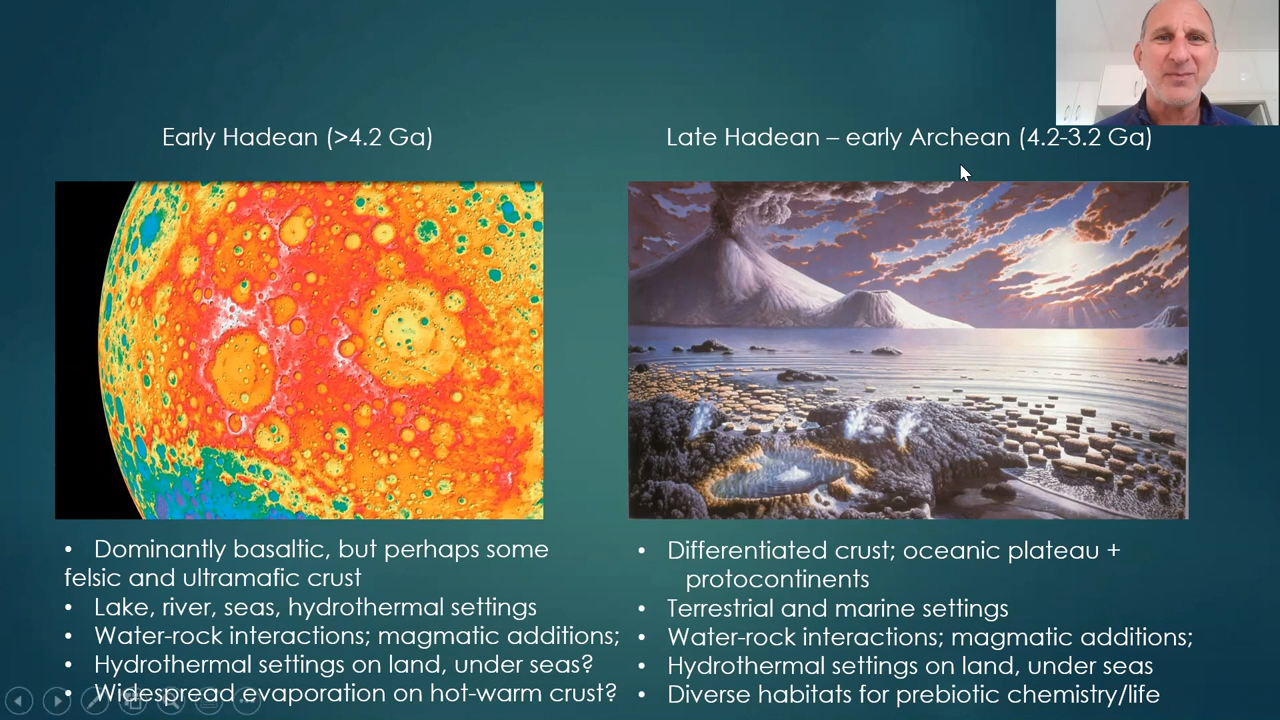 Early Hadean (>4.2 Ga)
Late Hadean – early Archean (4.2-3.2 Ga)
• Dominantly basaltic, but perhaps some
felsic and ultramafic crust
• Lake, river, seas, hydrothermal settings
• Water-rock interactions; magmatic additions;
• Hydrothermal settings on land, under seas?
• Widespread evaporation on hot-warm crust?
• Differentiated crust; oceanic plateau +
protocontinents
• Terrestrial and marine settings
• Water-rock interactions; magmatic additions;
• Hydrothermal settings on land, under seas
• Diverse habitats for prebiotic chemistry/life